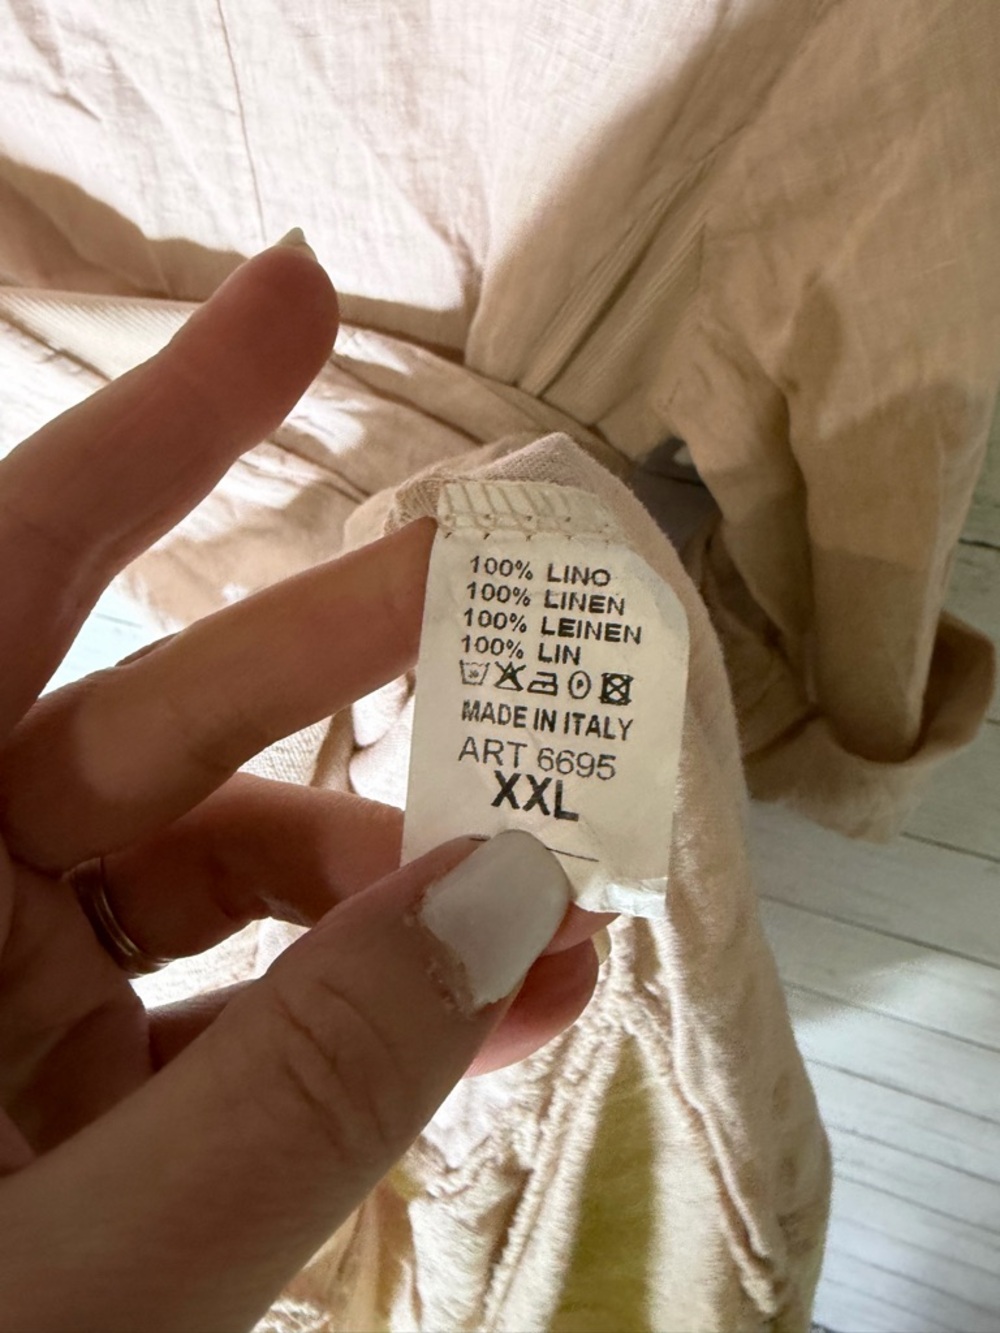 100% LINO
100% LINEN
100% LEINEN
100% LIN
MADE IN ITALY
ART 6695
XXL